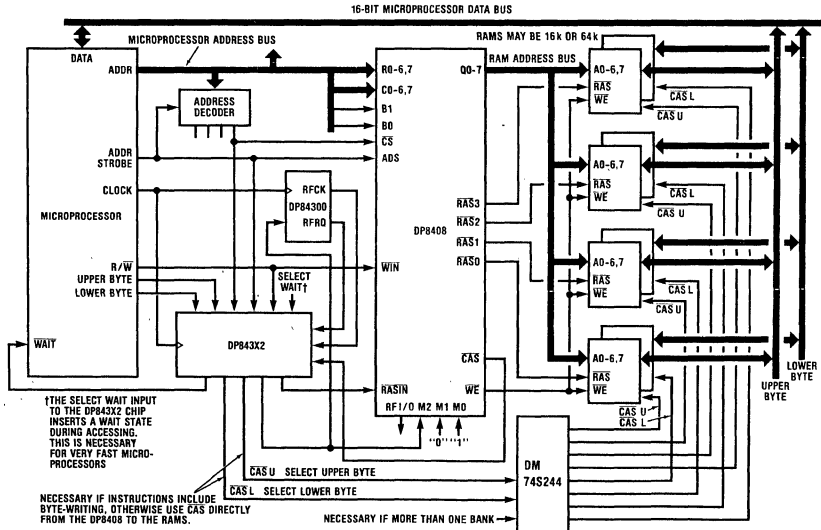 16-BIT MICROPROCESSOR DATA BUS
MICROPROCESSOR ADDRESS BUS
RAMS MAY BE 16k OR 64k
DATA
ADDR
ADDR
STROBE
CLOCK
MICROPROCESSOR
R/W
UPPER BYTE
LOWER BYTE
WAIT
ADDRESS
DECODER
RFCK
DP84300
RFRQ
SELECT
WAIT†
DP843X2
R0-6,7
C0-6,7
B1
B0
CS
ADS
WIN
RASIN
Q0-7
RAS3
RAS2
RAS1
RAS0
DP8408
CAS
WE
RF I/O M2 M1 M0
"0" "1"
RAM ADDRESS BUS
A0-6,7
RAS
WE
CAS L
CAS U
A0-6,7
RAS
WE
CAS L
CAS U
A0-6,7
RAS
WE
CAS L
CAS U
A0-6,7
RAS
WE
CAS U
CAS L
LOWER
BYTE
UPPER
BYTE
DM
74S244
†THE SELECT WAIT INPUT
TO THE DP843X2 CHIP
INSERTS A WAIT STATE
DURING ACCESSING.
THIS IS NECESSARY
FOR VERY FAST MICRO-
PROCESSORS
CAS U SELECT UPPER BYTE
CAS L SELECT LOWER BYTE
NECESSARY IF INSTRUCTIONS INCLUDE
BYTE-WRITING, OTHERWISE USE CAS DIRECTLY
FROM THE DP8408 TO THE RAMS.
NECESSARY IF MORE THAN ONE BANK